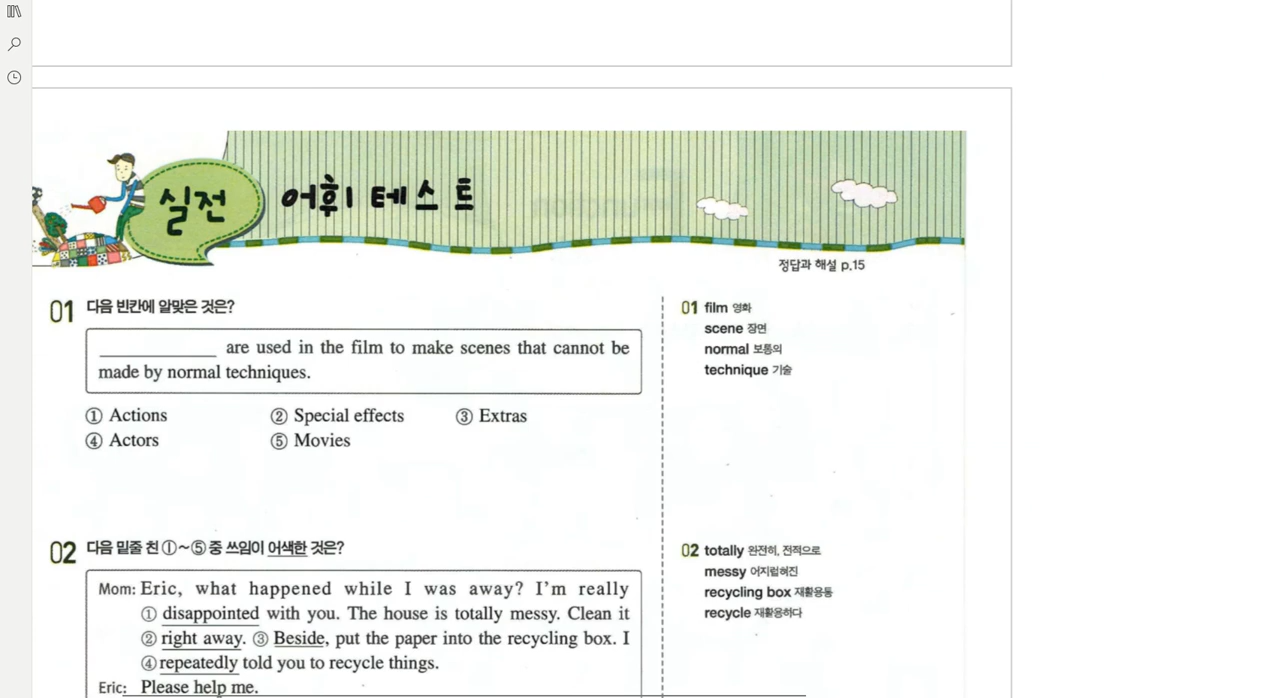 실전 어휘 테스트
정답과 해설 p.15
01 다음 빈칸에 알맞은 것은?
____________ are used in the film to make scenes that cannot be
made by normal techniques.
① Actions ② Special effects ③ Extras
④ Actors ⑤ Movies
01 film 영화
scene 장면
normal 보통의
technique 기술
02 다음 밑줄 친 ①~⑤ 중 쓰임이 어색한 것은?
Mom: Eric, what happened while I was away? I'm really
① disappointed with you. The house is totally messy. Clean it
② right away. ③ Beside, put the paper into the recycling box. I
④ repeatedly told you to recycle things.
Eric: Please help me.
02 totally 완전히, 전적으로
messy 어지럽혀진
recycling box 재활용통
recycle 재활용하다